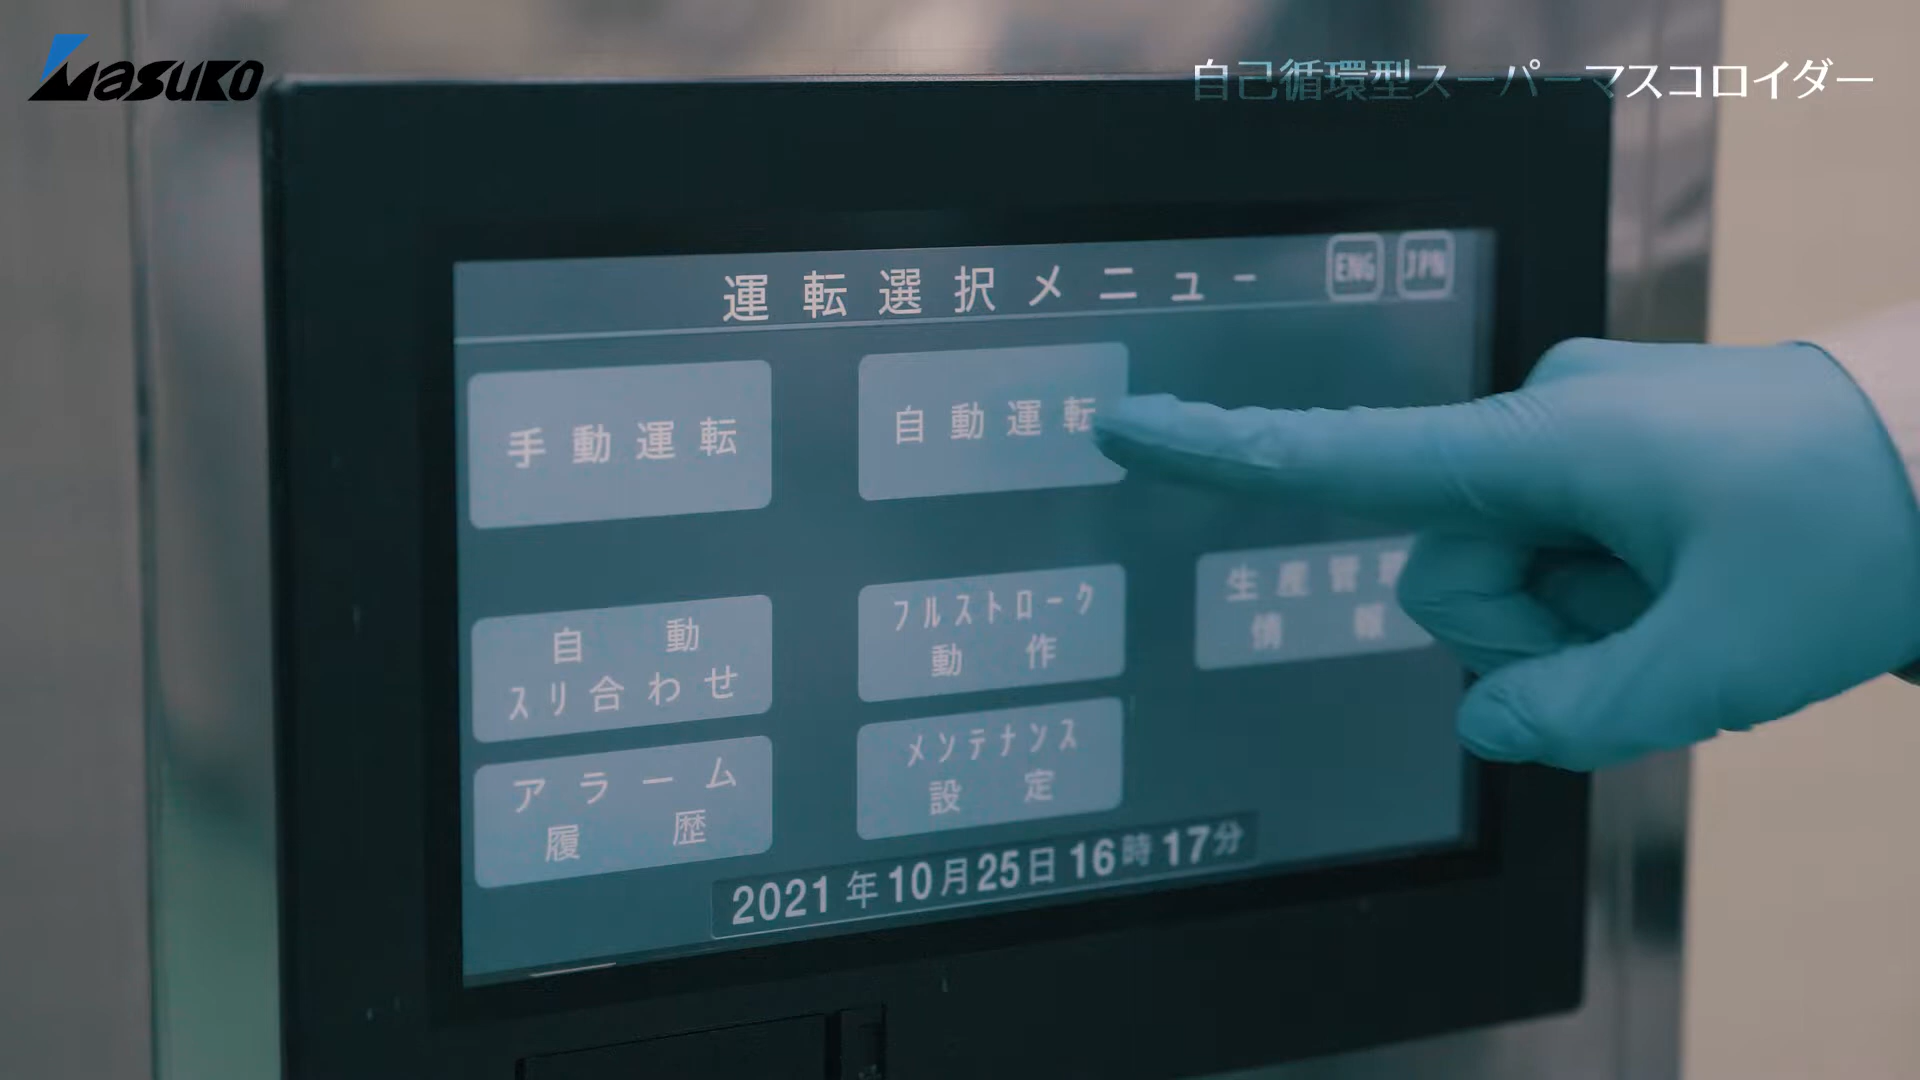 Masuko
自己循環型スーパーマスコロイダー
運転選択メニュー
ENG JPN
手動運転
自動運転
自動
スリ合わせ
フルストローク
動作
生産管理
情報
アラーム
履歴
メンテナンス
設定
2021年10月25日16時17分